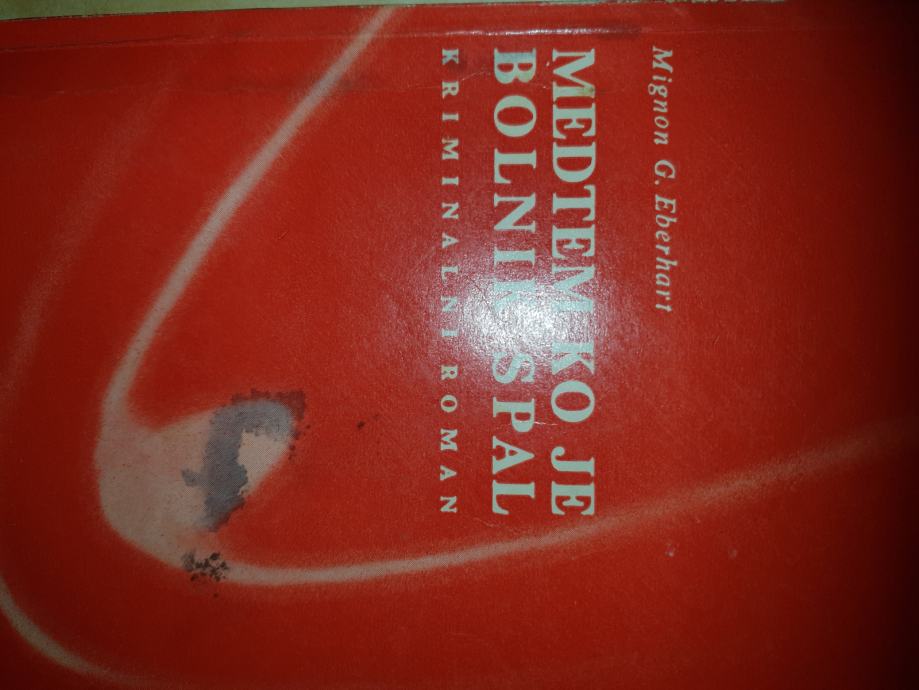 Mignon G. Eberhart
MEDTEM KO JE
BOLNIK SPAL
KRIMINALNI ROMAN